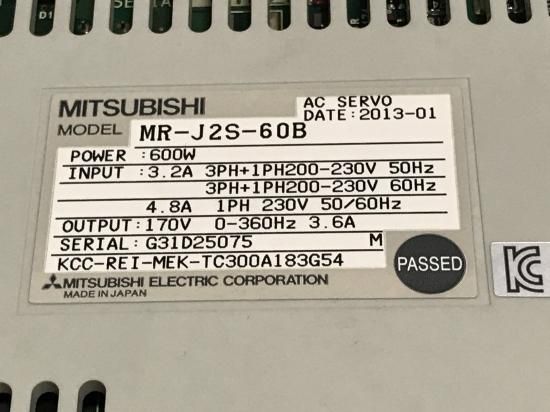 D1
MITSUBISHI
AC SERVO
DATE:2013-01
MODEL MR-J2S-60B
POWER :600W
INPUT :3.2A 3PH+1PH200-230V 50Hz
3PH+1PH200-230V 60Hz
4.8A 1PH 230V 50/60Hz
OUTPUT:170V 0-360Hz 3.6A
SERIAL:G31D25075 M
KCC-REI-MEK-TC300A183G54
PASSED
MITSUBISHI ELECTRIC CORPORATION
MADE IN JAPAN